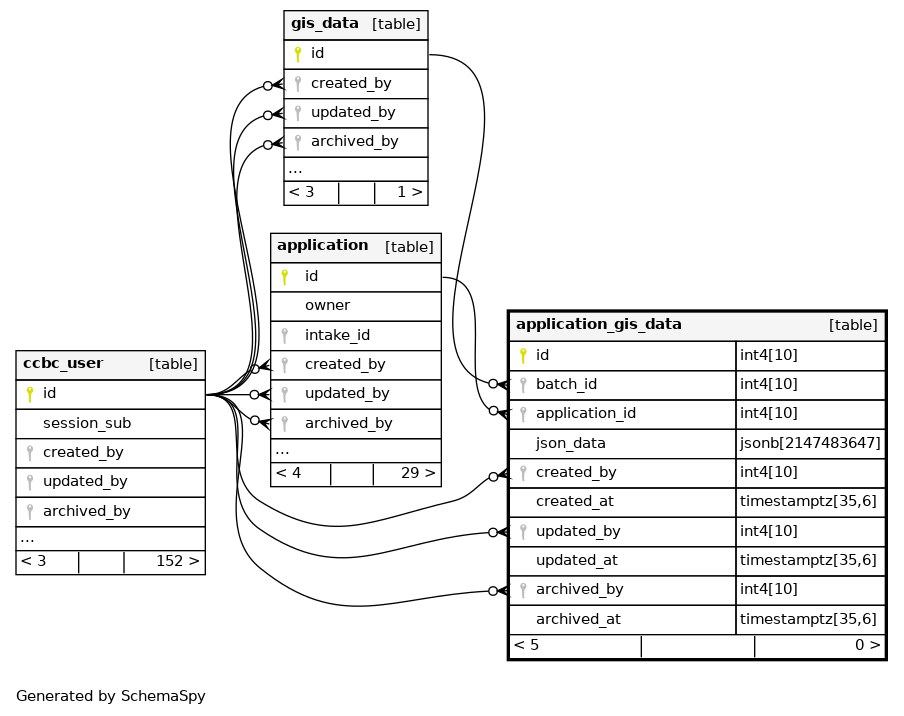 gis_data [table]
id
created_by
updated_by
archived_by
...
< 3 1 >
application [table]
id
owner
intake_id
created_by
updated_by
archived_by
...
< 4 29 >
ccbc_user [table]
id
session_sub
created_by
updated_by
archived_by
...
< 3 152 >
application_gis_data [table]
id int4[10]
batch_id int4[10]
application_id int4[10]
json_data jsonb[2147483647]
created_by int4[10]
created_at timestamptz[35,6]
updated_by int4[10]
updated_at timestamptz[35,6]
archived_by int4[10]
archived_at timestamptz[35,6]
< 5 0 >
Generated by SchemaSpy